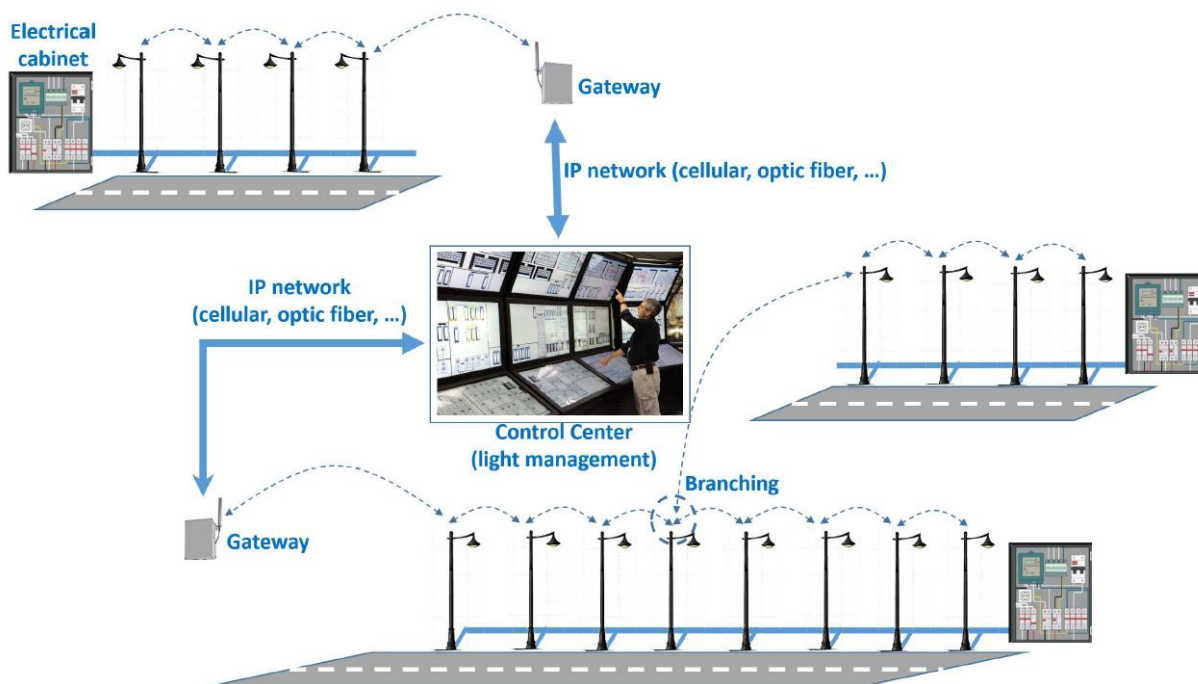 Electrical
cabinet
Gateway
IP network (cellular, optic fiber, ...)
IP network
(cellular, optic fiber, ...)
Control Center
(light management)
Branching
Gateway